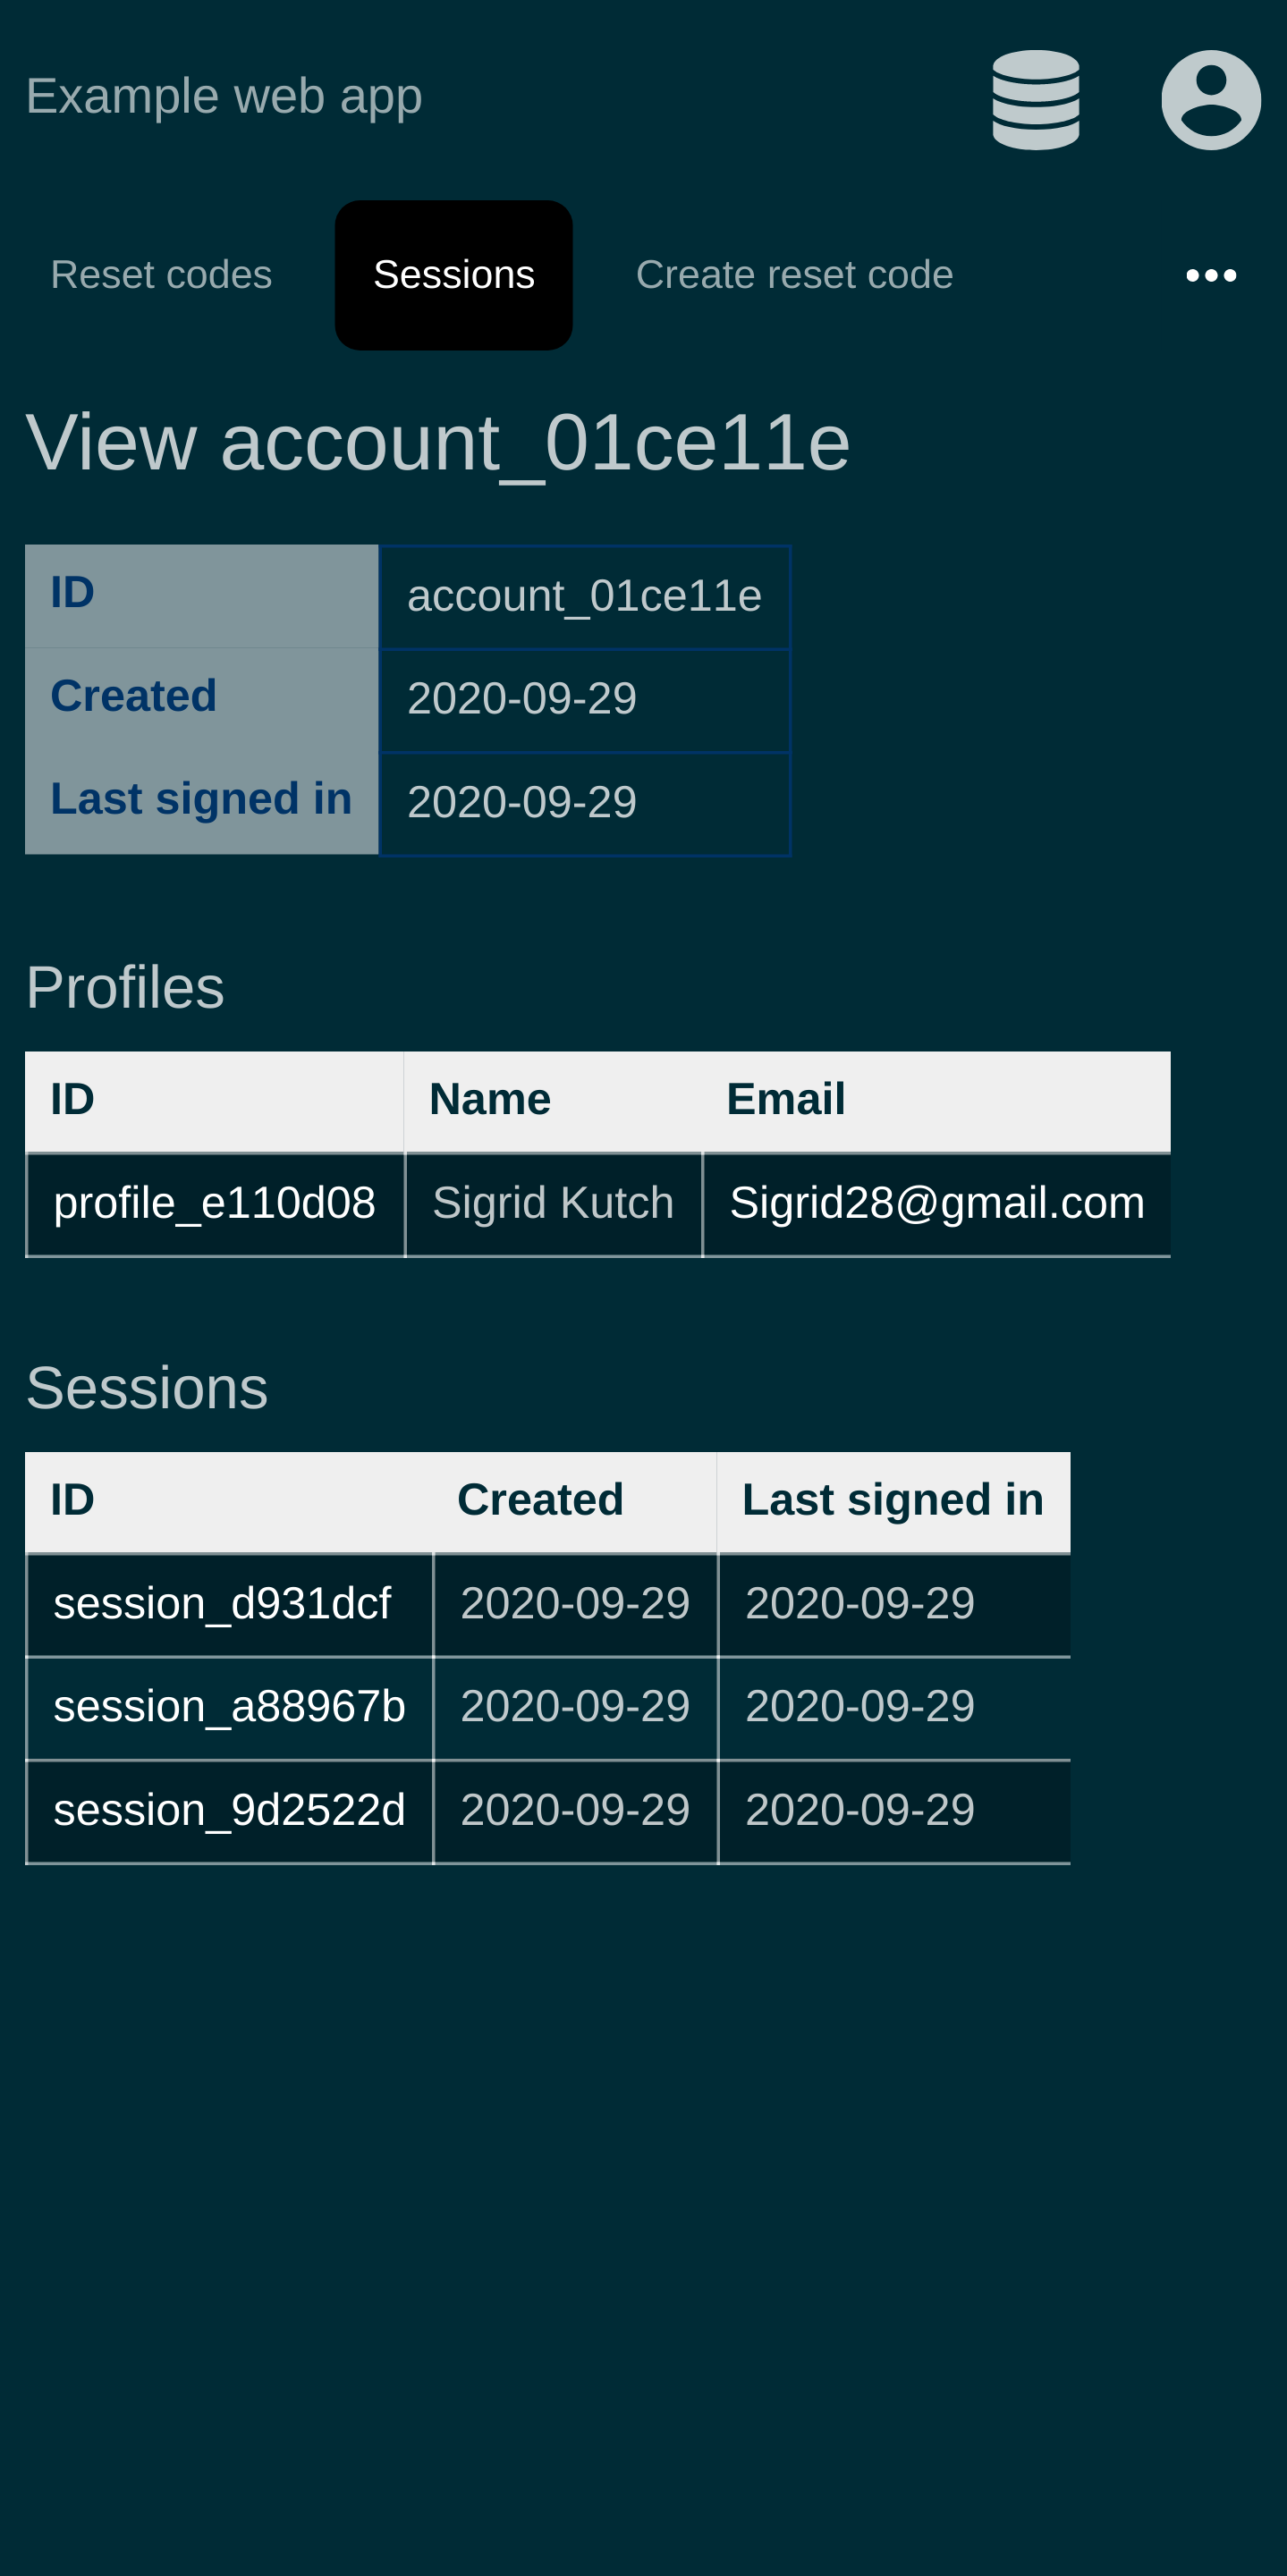 Example web app
Reset codes Sessions Create reset code
View account_01ce11e
ID account_01ce11e
Created 2020-09-29
Last signed in 2020-09-29
Profiles
ID Name Email
profile_e110d08 Sigrid Kutch Sigrid28@gmail.com
Sessions
ID Created Last signed in
session_d931dcf 2020-09-29 2020-09-29
session_a88967b 2020-09-29 2020-09-29
session_9d2522d 2020-09-29 2020-09-29